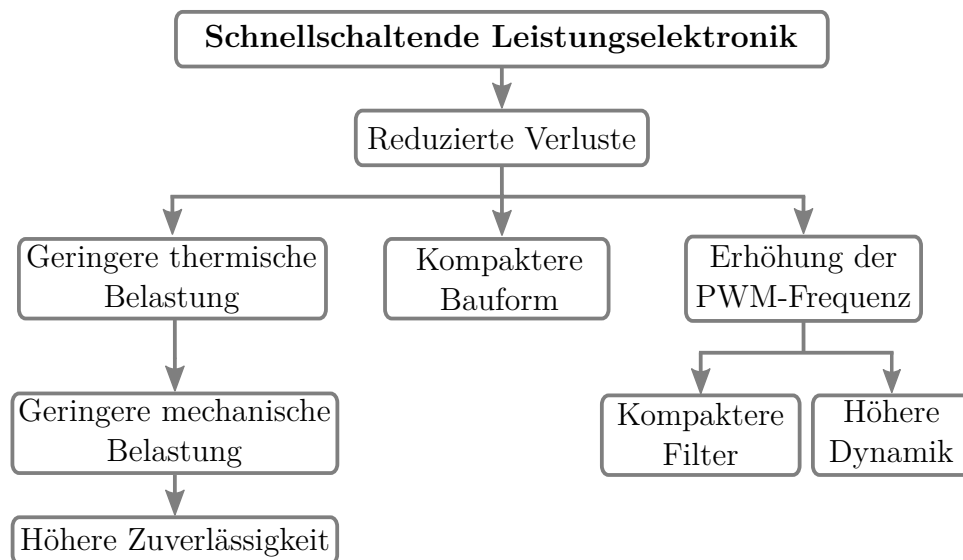 Schnellschaltende Leistungselektronik
Reduzierte Verluste
Geringere thermische
Belastung
Kompaktere
Bauform
Erhöhung der
PWM-Frequenz
Geringere mechanische
Belastung
Kompaktere
Filter
Höhere
Dynamik
Höhere Zuverlässigkeit